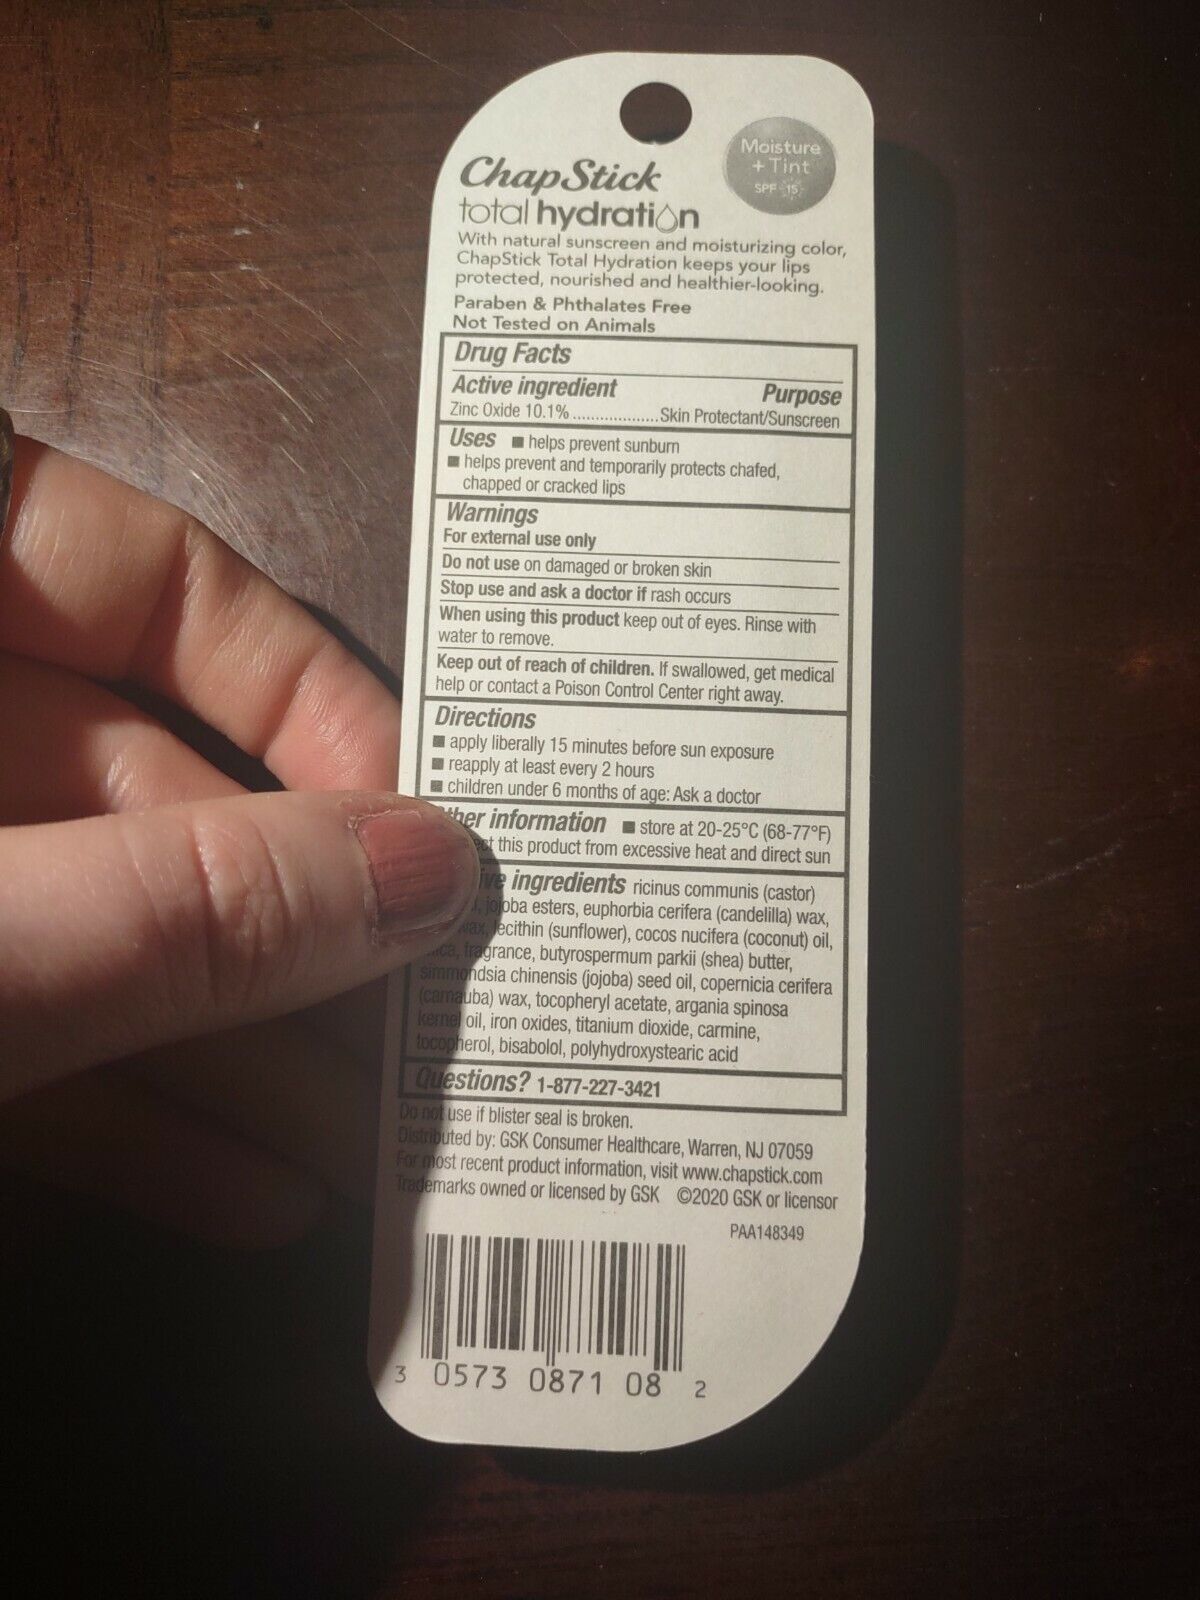 Moisture
+ Tint
SPF 15
ChapStick
total hydration
With natural sunscreen and moisturizing color,
ChapStick Total Hydration keeps your lips
protected, nourished and healthier-looking.
Paraben & Phthalates Free
Not Tested on Animals
Drug Facts
Active ingredient Purpose
Zinc Oxide 10.1%...................Skin Protectant/Sunscreen
Uses ■ helps prevent sunburn
■ helps prevent and temporarily protects chafed,
chapped or cracked lips
Warnings
For external use only
Do not use on damaged or broken skin
Stop use and ask a doctor if rash occurs
When using this product keep out of eyes. Rinse with
water to remove.
Keep out of reach of children. If swallowed, get medical
help or contact a Poison Control Center right away.
Directions
■ apply liberally 15 minutes before sun exposure
■ reapply at least every 2 hours
■ children under 6 months of age: Ask a doctor
information ■ store at 20-25°C (68-77°F)
this product from excessive heat and direct sun
ingredients ricinus communis (castor)
jojoba esters, euphorbia cerifera (candelilla) wax,
wax, lecithin (sunflower), cocos nucifera (coconut) oil,
fragrance, butyrospermum parkii (shea) butter,
simmondsia chinensis (jojoba) seed oil, copernicia cerifera
(carnauba) wax, tocopheryl acetate, argania spinosa
kernel oil, iron oxides, titanium dioxide, carmine,
tocopherol, bisabolol, polyhydroxystearic acid
Questions? 1-877-227-3421
Do not use if blister seal is broken.
Distributed by: GSK Consumer Healthcare, Warren, NJ 07059
For most recent product information, visit www.chapstick.com
Trademarks owned or licensed by GSK ©2020 GSK or licensor
PAA148349
3 0573 0871 08 2